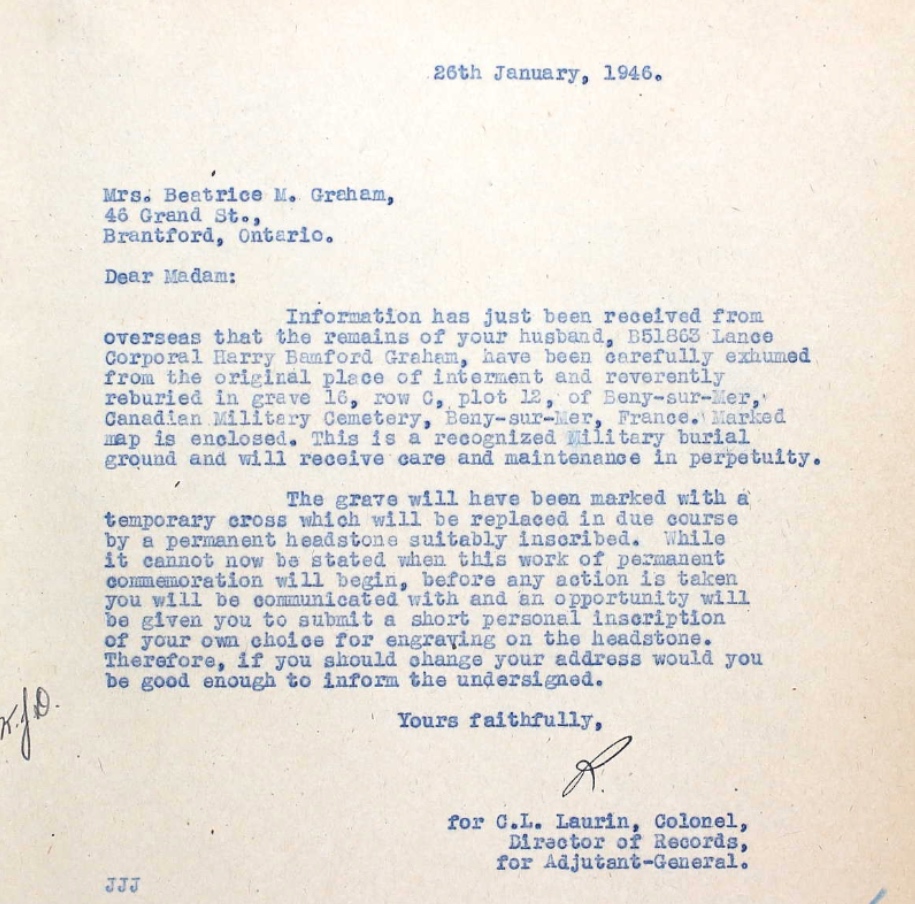 26th January, 1946.
Mrs. Beatrice M. Graham,
46 Grand St.,
Brantford, Ontario.
Dear Madam:
Information has just been received from
overseas that the remains of your husband, B51863 Lance
Corporal Harry Bamford Graham, have been carefully exhumed
from the original place of interment and reverently
reburied in grave 16, row C, plot 12, of Beny-sur-Mer,
Canadian Military Cemetery, Beny-sur-Mer, France. Marked
map is enclosed. This is a recognized Military burial
ground and will receive care and maintenance in perpetuity.
The grave will have been marked with a
temporary cross which will be replaced in due course
by a permanent headstone suitably inscribed. While
it cannot now be stated when this work of permanent
commemoration will begin, before any action is taken
you will be communicated with and an opportunity will
be given you to submit a short personal inscription
of your own choice for engraving on the headstone.
Therefore, if you should change your address would you
be good enough to inform the undersigned.
Yours faithfully,
R.
for C.L. Laurin, Colonel,
Director of Records,
for Adjutant-General.
JJJ